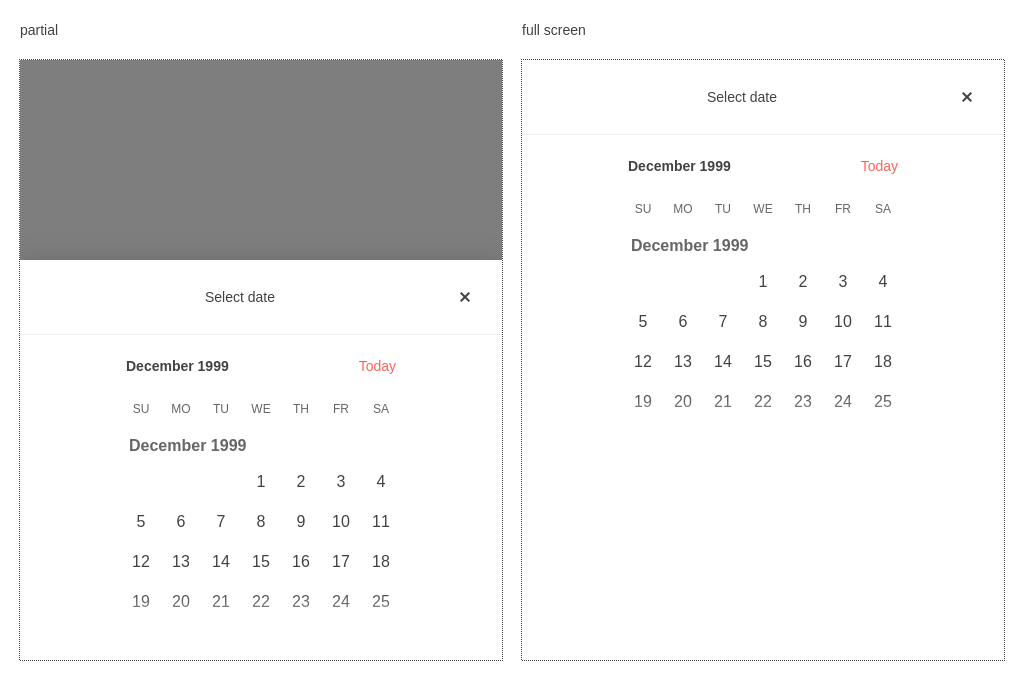 partial
Select date ×
December 1999 Today
SU MO TU WE TH FR SA
December 1999
1 2 3 4
5 6 7 8 9 10 11
12 13 14 15 16 17 18
19 20 21 22 23 24 25
full screen
Select date ×
December 1999 Today
SU MO TU WE TH FR SA
December 1999
1 2 3 4
5 6 7 8 9 10 11
12 13 14 15 16 17 18
19 20 21 22 23 24 25